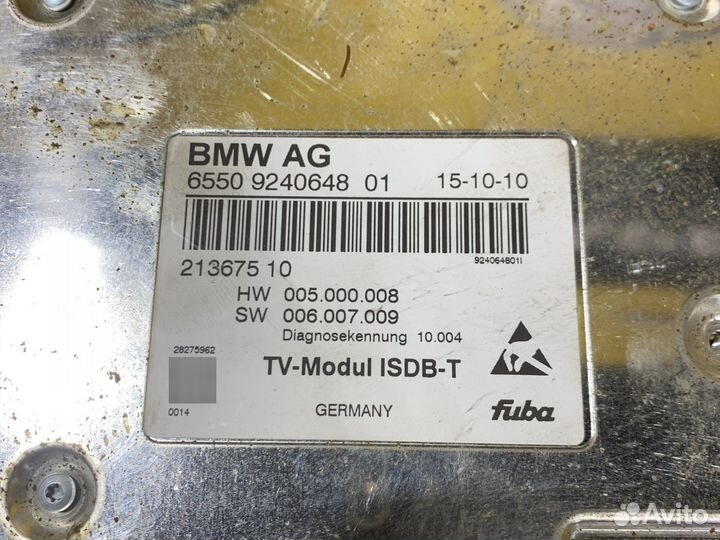 BMW AG
6550 9240648 01 15-10-10
924064801I
213675 10
HW 005.000.008
SW 006.007.009
Diagnosekennung 10.004
28275962
TV-Modul ISDB-T
0014
GERMANY
fuba
Avito